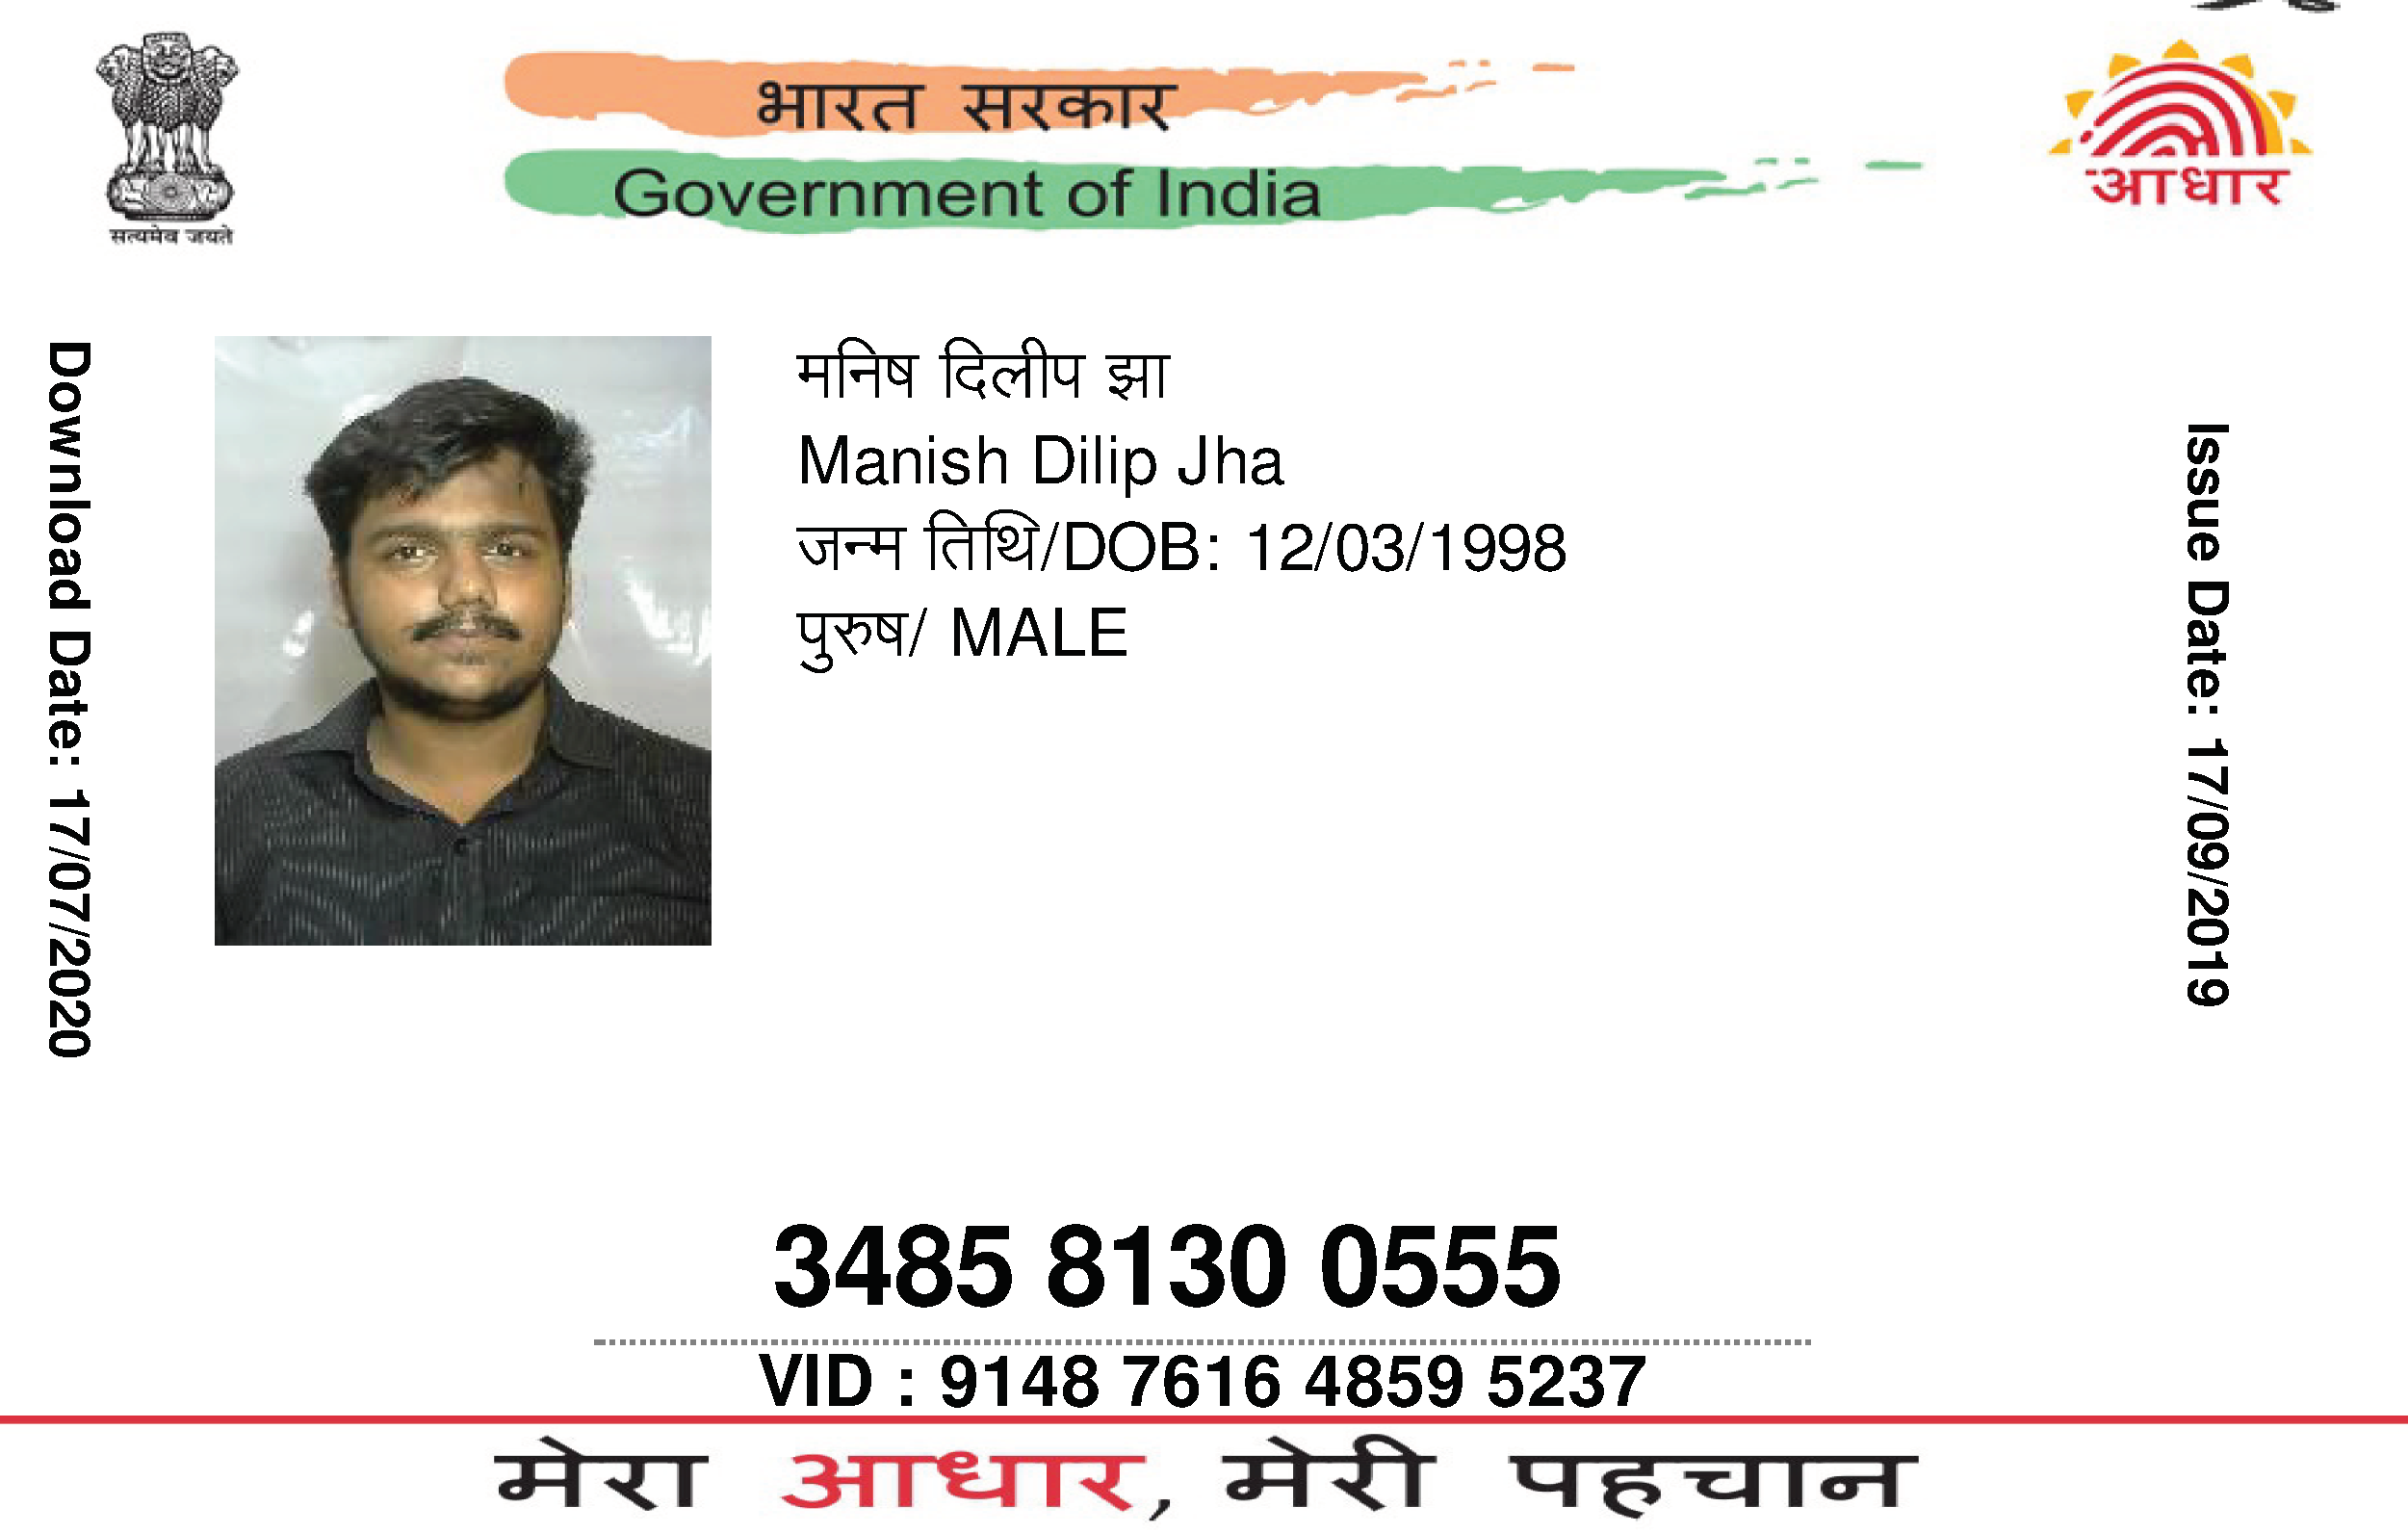 सत्यमेव जयते
भारत सरकार
Government of India
आधार
Download Date: 17/07/2020
मनिष दिलीप झा
Manish Dilip Jha
जन्म तिथि/DOB: 12/03/1998
पुरुष/ MALE
Issue Date: 17/09/2019
3485 8130 0555
VID : 9148 7616 4859 5237
मेरा आधार, मेरी पहचान